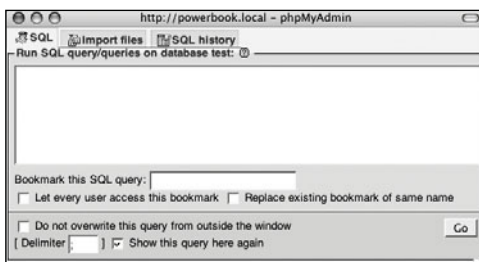 http://powerbook.local - phpMyAdmin
SQL Import files SQL history
Run SQL query/queries on database test:
Bookmark this SQL query:
Let every user access this bookmark Replace existing bookmark of same name
Do not overwrite this query from outside the window
Go
[ Delimiter ; ] Show this query here again